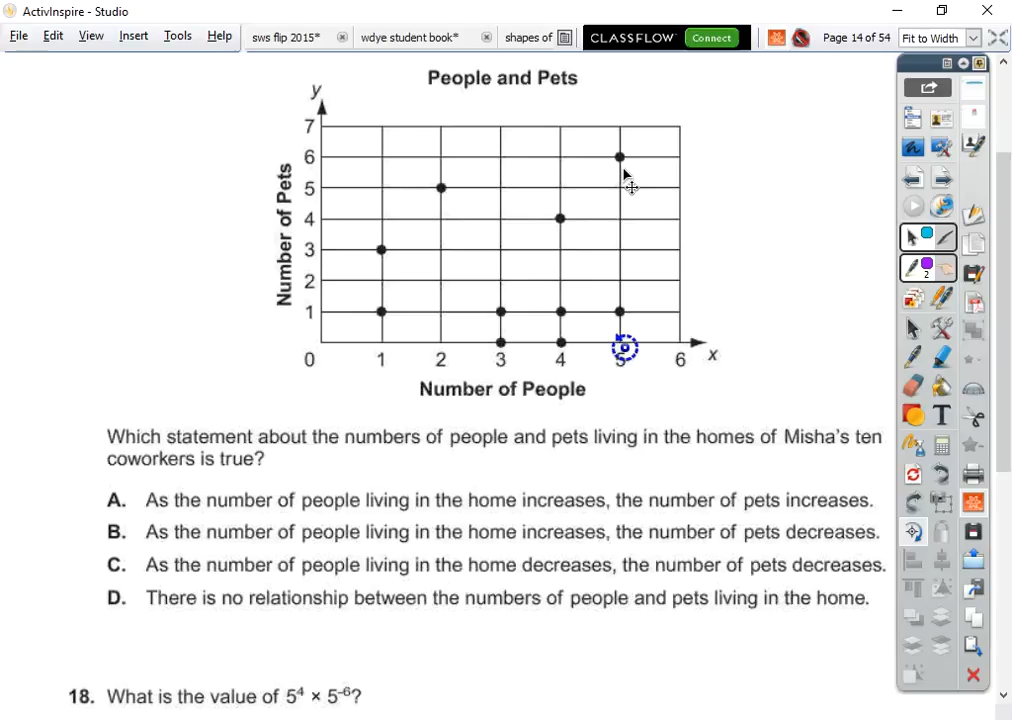 ActivInspire - Studio
File Edit View Insert Tools Help sws flip 2015* wdye student book* shapes of CLASSFLOW Connect Page 14 of 54 Fit to Width
People and Pets
y
7
6
5
4
3
2
1
0 1 2 3 4 5 6 x
Number of Pets
Number of People
Which statement about the numbers of people and pets living in the homes of Misha's ten
coworkers is true?
A. As the number of people living in the home increases, the number of pets increases.
B. As the number of people living in the home increases, the number of pets decreases.
C. As the number of people living in the home decreases, the number of pets decreases.
D. There is no relationship between the numbers of people and pets living in the home.
18. What is the value of 5⁴ × 5⁻⁶?
2
T